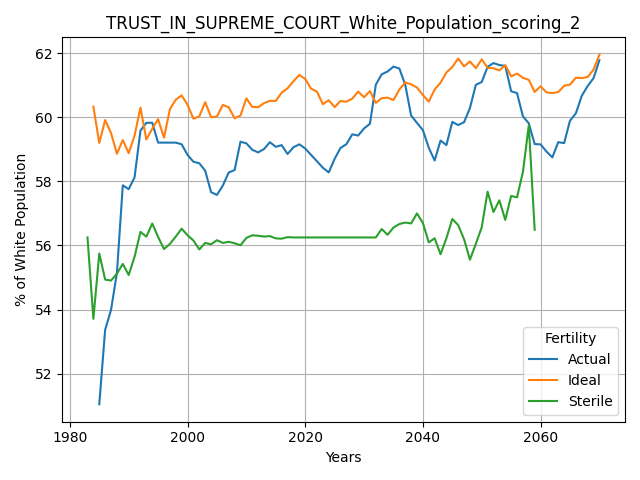 TRUST_IN_SUPREME_COURT_White_Population_scoring_2
% of White Population
62
60
58
56
54
52
1980
2000
2020
2040
2060
Years
Fertility
Actual
Ideal
Sterile